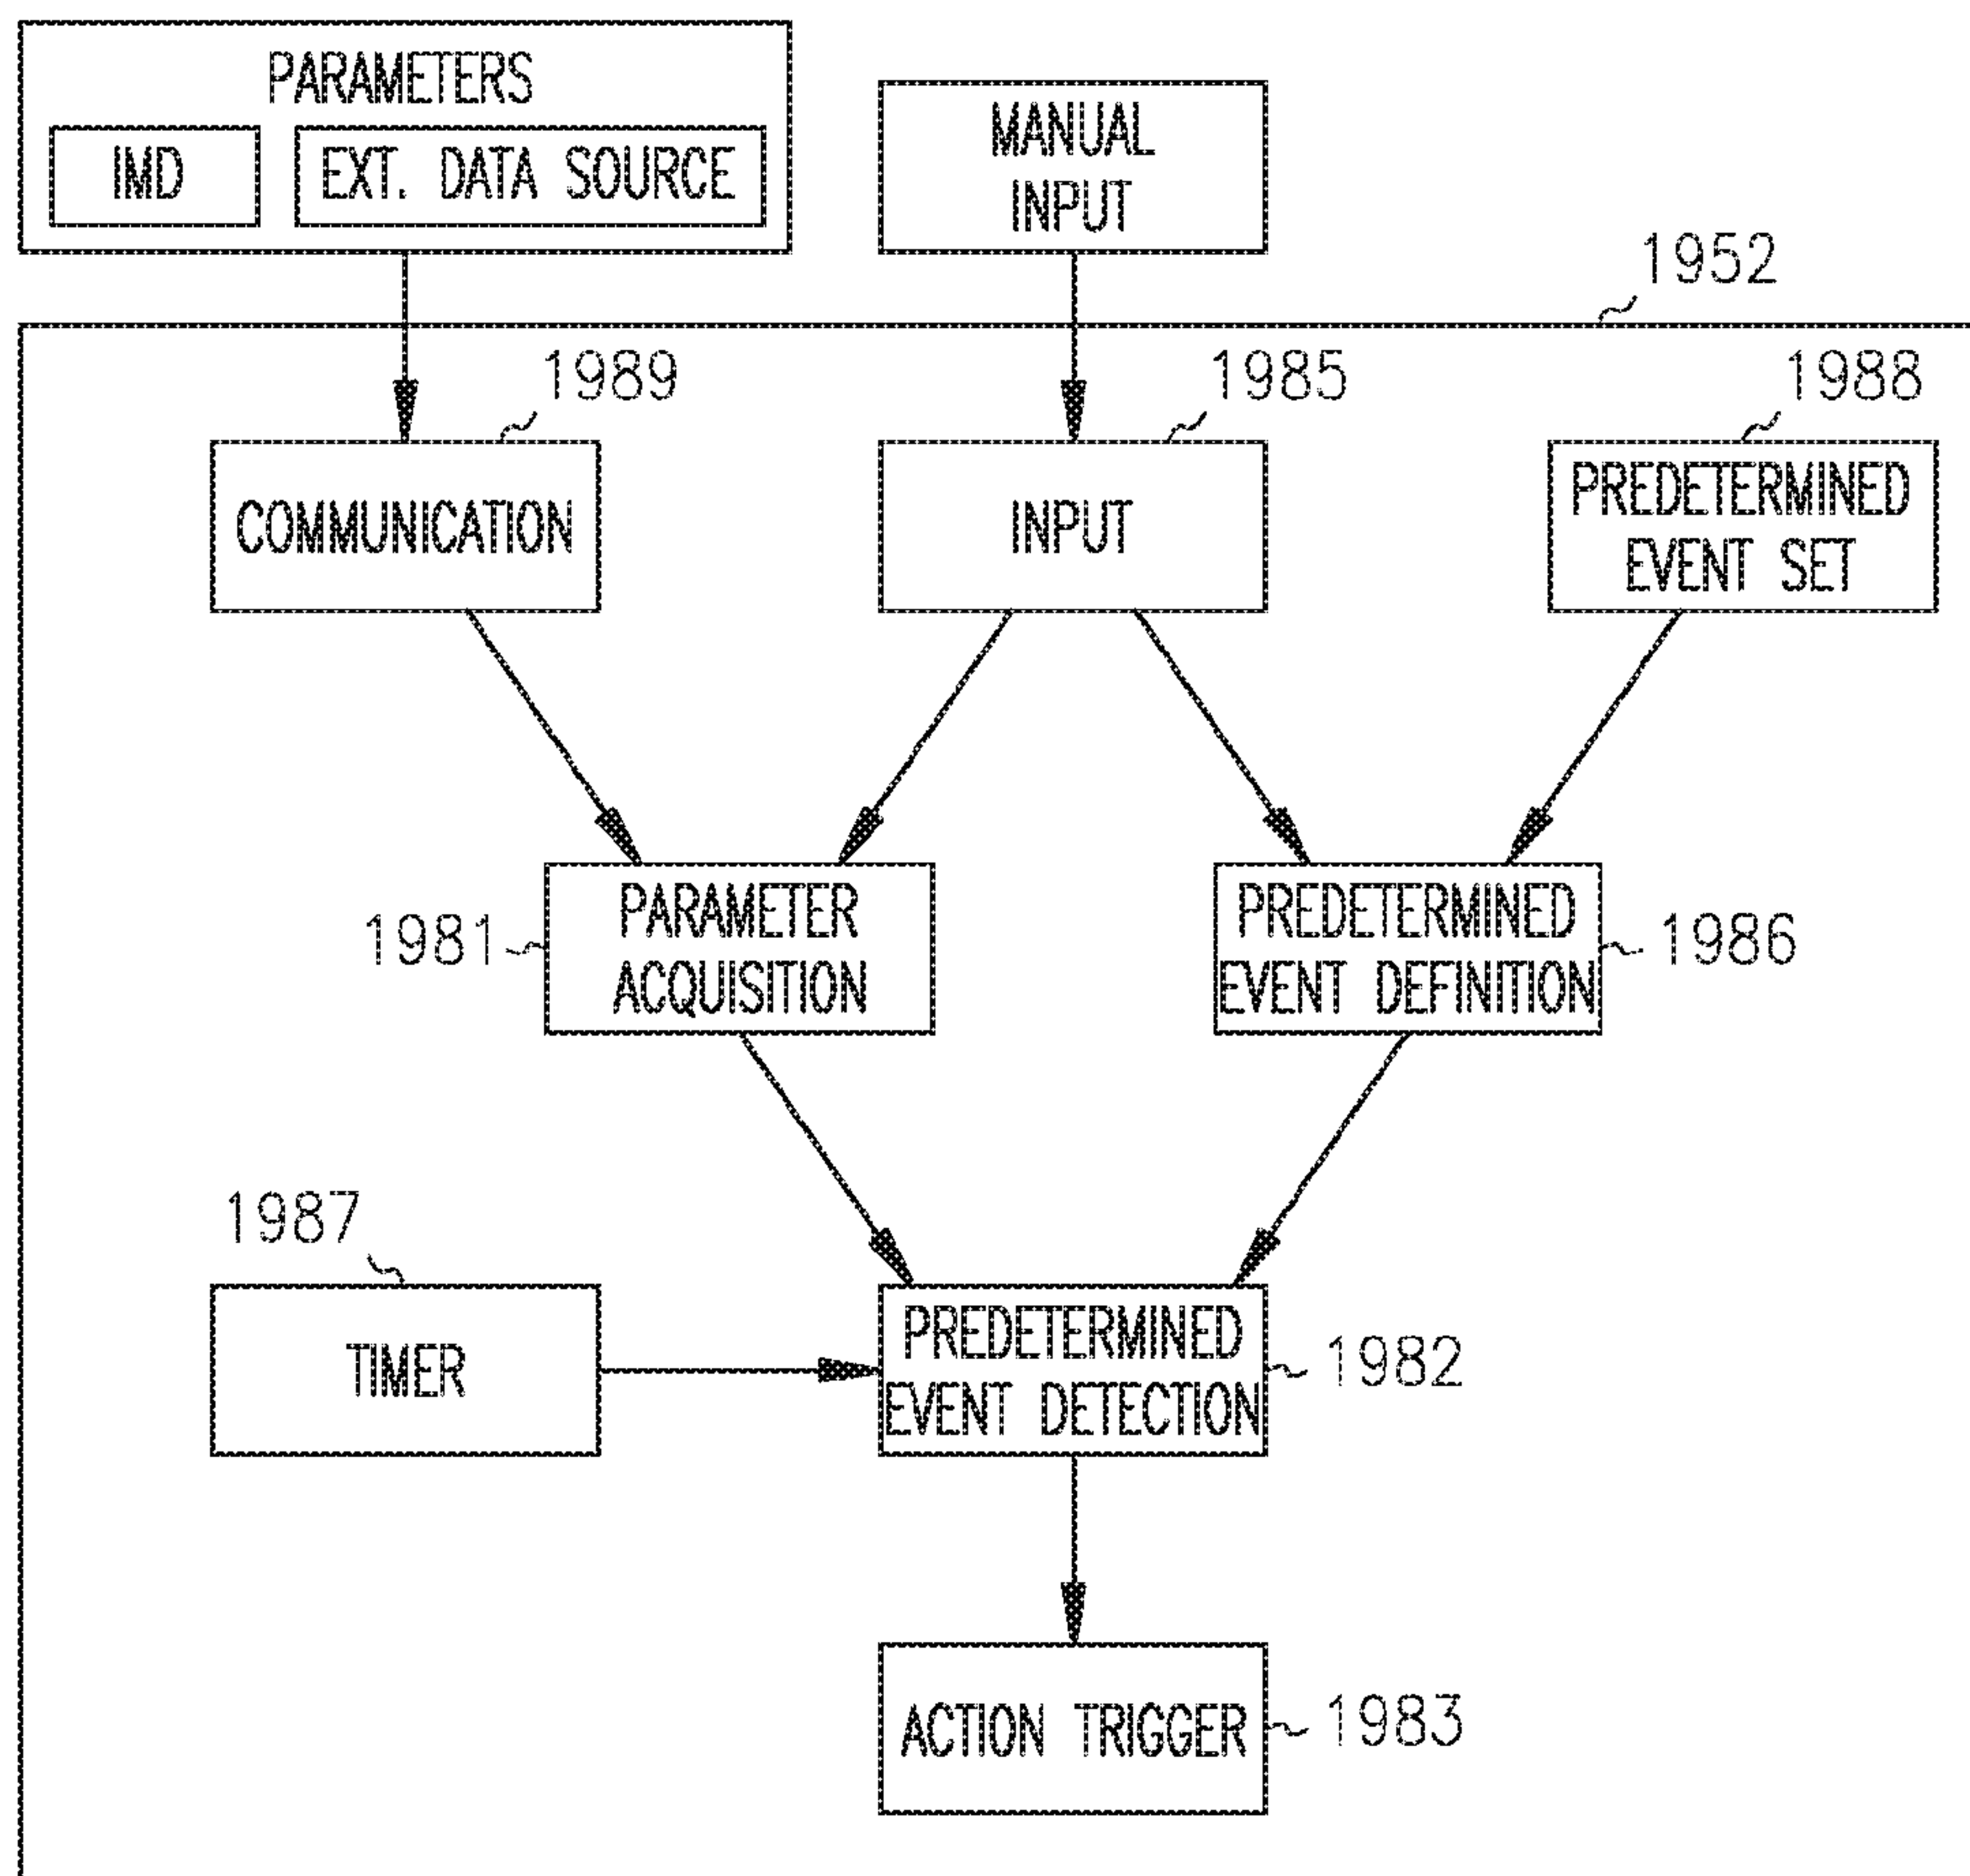 PARAMETERS
IMD
EXT. DATA SOURCE
MANUAL
INPUT
1952
1989
1985
1988
COMMUNICATION
INPUT
PREDETERMINED
EVENT SET
1981
PARAMETER
ACQUISITION
PREDETERMINED
EVENT DEFINITION
1986
1987
TIMER
PREDETERMINED
EVENT DETECTION
1982
ACTION TRIGGER
1983